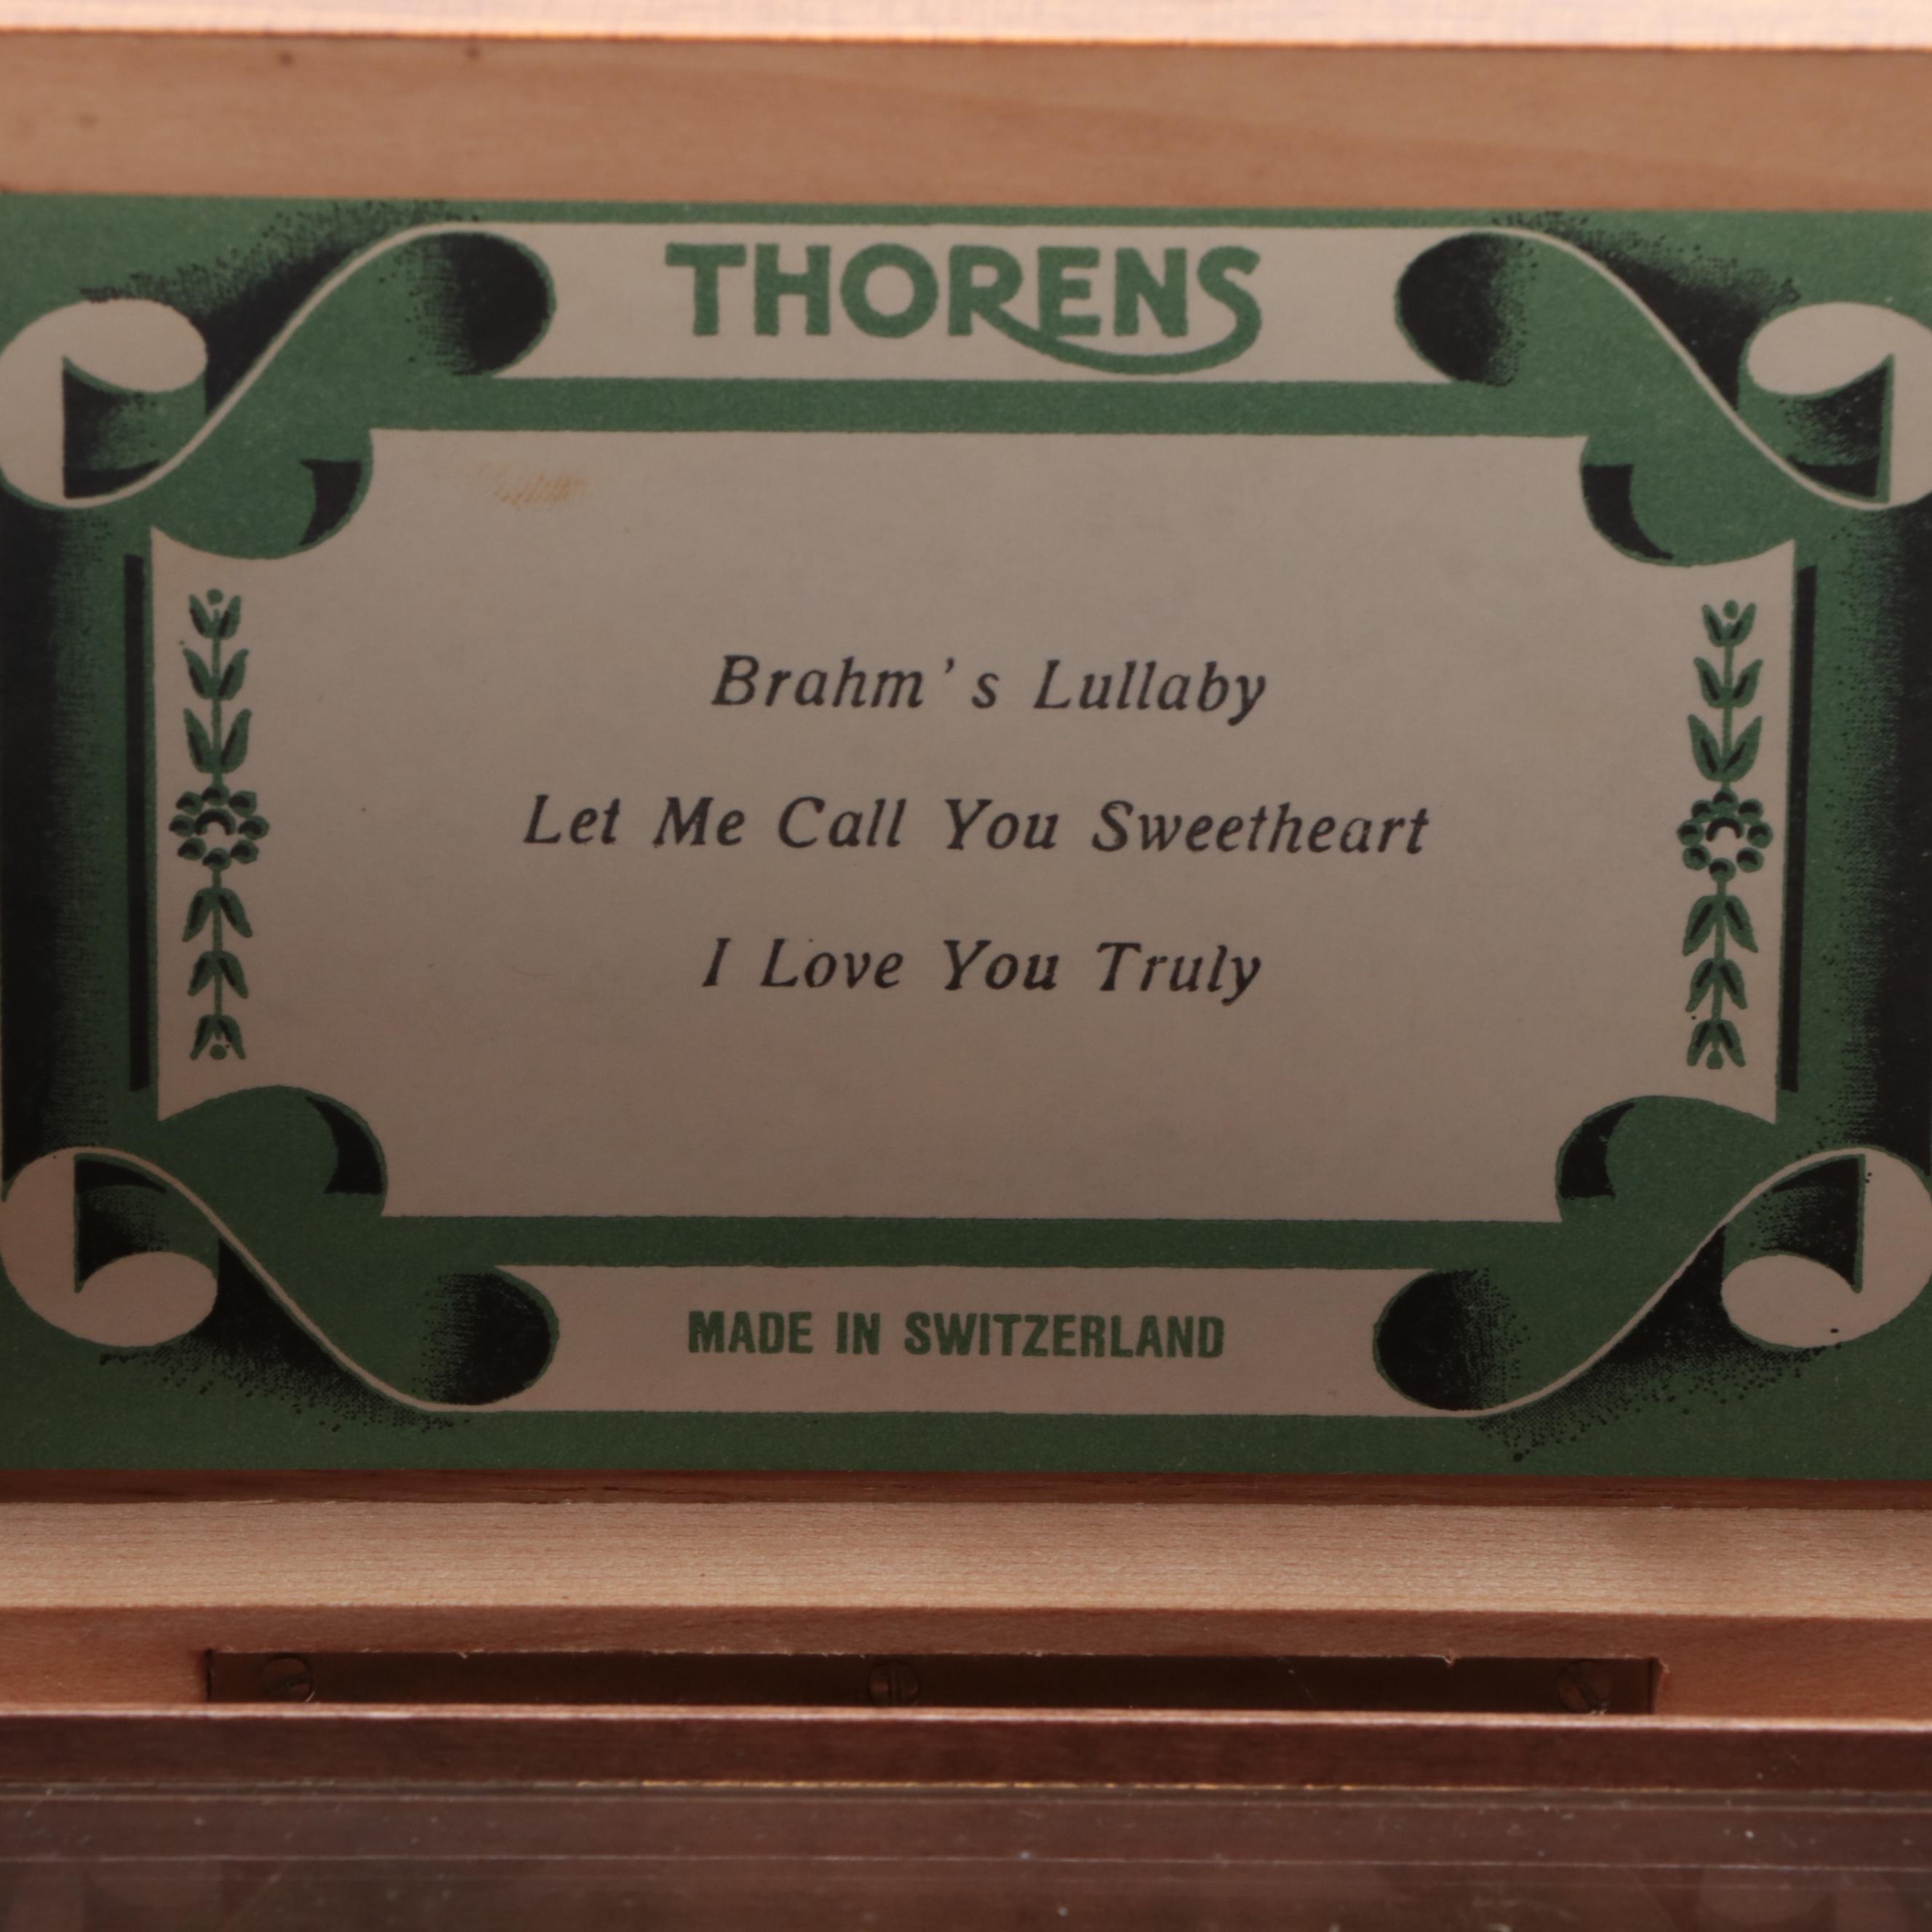 THORENS
Brahm's Lullaby
Let Me Call You Sweetheart
I Love You Truly
MADE IN SWITZERLAND